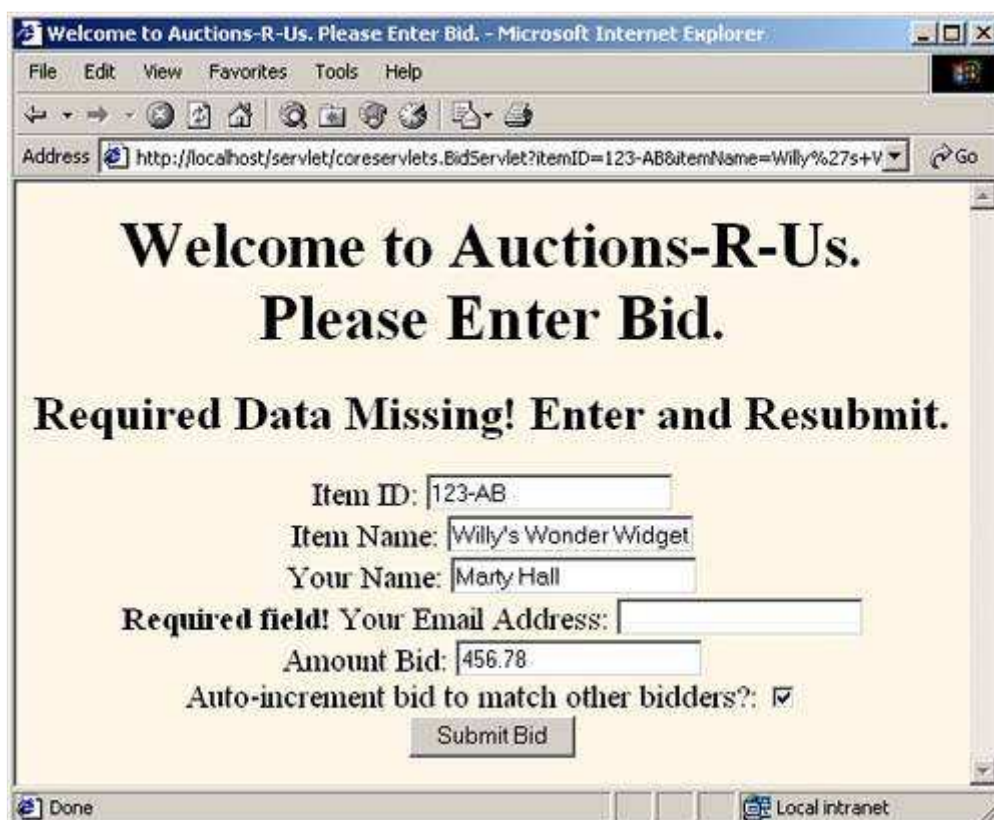 Welcome to Auctions-R-Us. Please Enter Bid. - Microsoft Internet Explorer
File Edit View Favorites Tools Help
Address http://localhost/servlet/coreservlets.BidServlet?itemID=123-AB&itemName=Willy%27s+V Go
Welcome to Auctions-R-Us.
Please Enter Bid.
Required Data Missing! Enter and Resubmit.
Item ID: 123-AB
Item Name: Willy's Wonder Widget
Your Name: Marty Hall
Required field! Your Email Address:
Amount Bid: 456.78
Auto-increment bid to match other bidders?:
Submit Bid
Done Local intranet